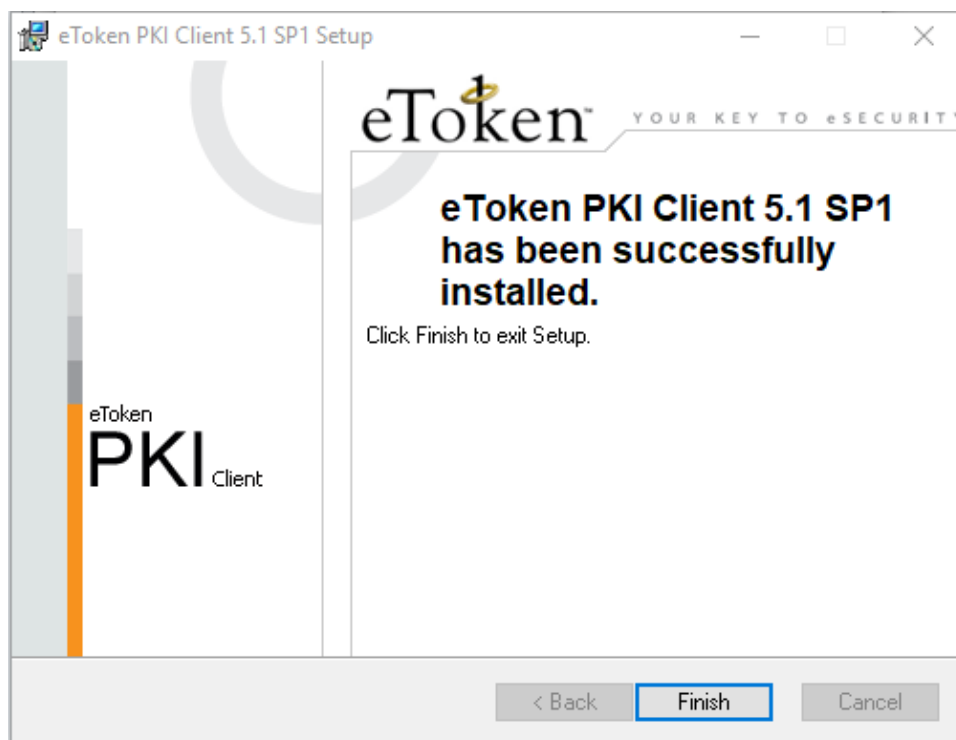 eToken PKI Client 5.1 SP1 Setup
eToken™ YOUR KEY TO eSECURITY
eToken PKI Client 5.1 SP1
has been successfully
installed.
Click Finish to exit Setup.
eToken
PKI Client
< Back Finish Cancel